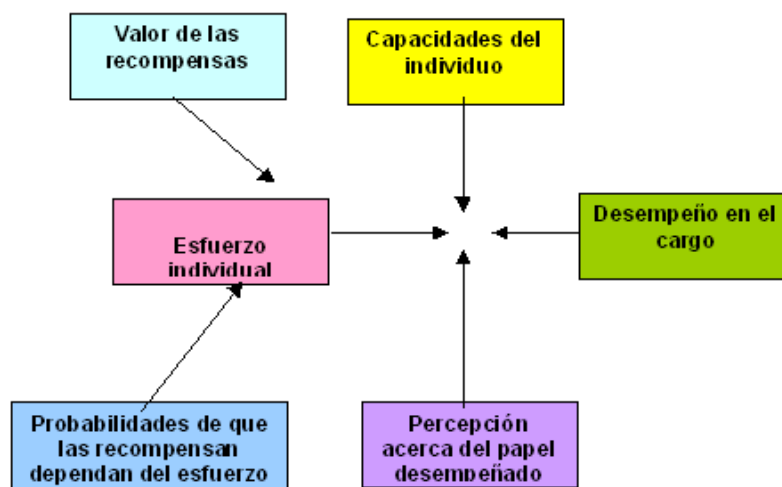 Valor de las
recompensas
Capacidades del
individuo
Esfuerzo
individual
Desempeño en el
cargo
Probabilidades de que
las recompensan
dependan del esfuerzo
Percepción
acerca del papel
desempeñado